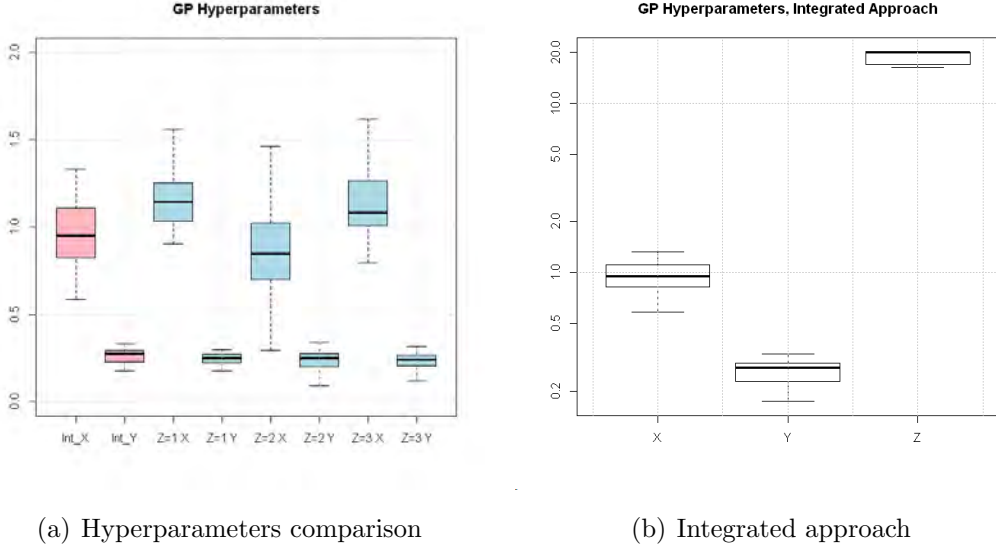 GP Hyperparameters
2.0
1.5
1.0
0.5
0.0
Int_X Int_Y Z=1 X Z=1 Y Z=2 X Z=2 Y Z=3 X Z=3 Y
(a) Hyperparameters comparison
GP Hyperparameters, Integrated Approach
20.0
10.0
5.0
2.0
1.0
0.5
0.2
X Y Z
(b) Integrated approach